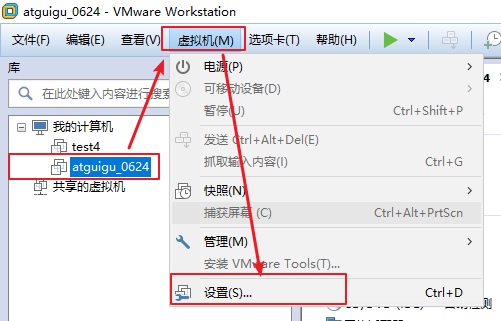 atguigu_0624 - VMware Workstation
文件(F) 编辑(E) 查看(V) 虚拟机(M) 选项卡(T) 帮助(H)
库
在此处键入内容进行搜索
我的计算机
test4
atguigu_0624
共享的虚拟机
电源(P)
可移动设备(D)
暂停(U) Ctrl+Shift+P
发送 Ctrl+Alt+Del(E)
抓取输入内容(I) Ctrl+G
快照(N)
捕获屏幕 (C) Ctrl+Alt+PrtScn
管理(M)
安装 VMware Tools(T)...
设置(S)... Ctrl+D